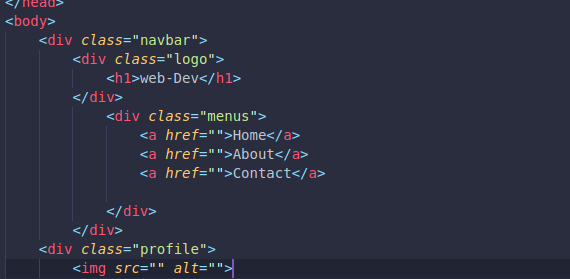 </head>
<body>
<div class="navbar">
<div class="logo">
<h1>web-Dev</h1>
</div>
<div class="menus">
<a href="">Home</a>
<a href="">About</a>
<a href="">Contact</a>
</div>
</div>
<div class="profile">
<img src="" alt="">